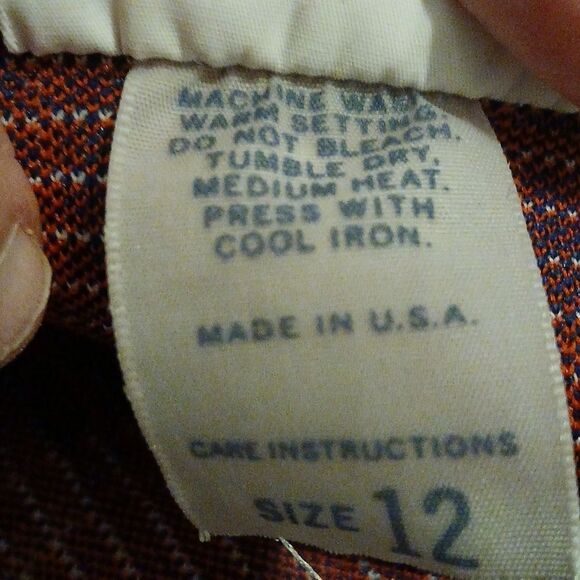 MACHINE WASH
WARM SETTING.
DO NOT BLEACH.
TUMBLE DRY.
MEDIUM HEAT.
PRESS WITH
COOL IRON.
MADE IN U.S.A.
CARE INSTRUCTIONS
SIZE 12